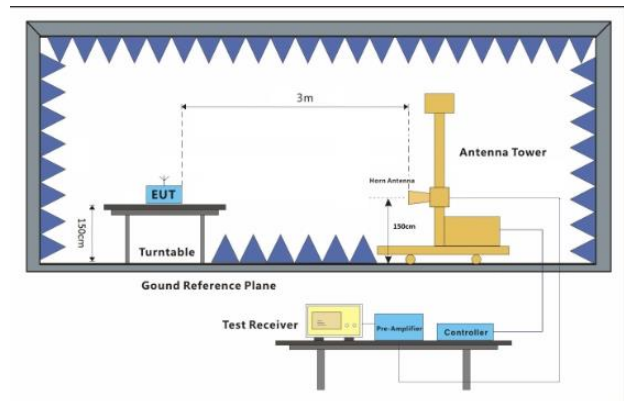 3m
Antenna Tower
Horn Antenna
EUT
150cm
150cm
Turntable
Gound Reference Plane
Test Receiver
Pre-Amplifier
Controller